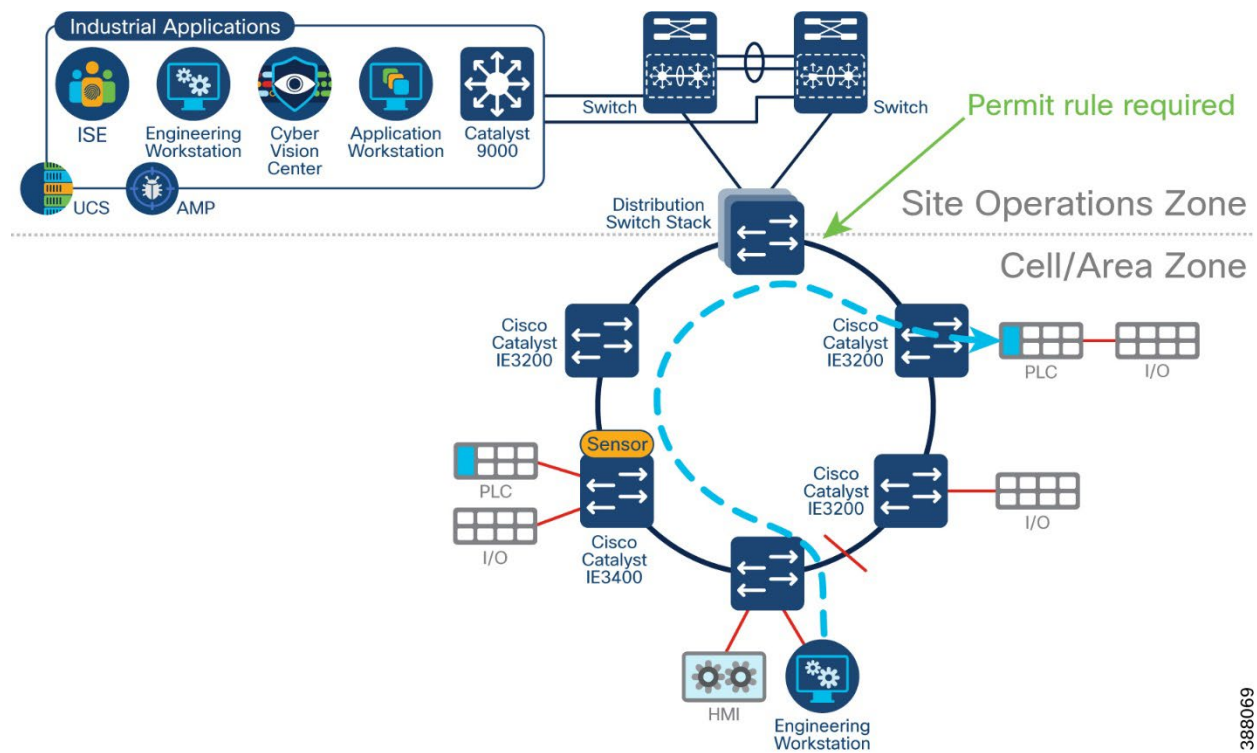 Industrial Applications
ISE
Engineering
Workstation
Cyber
Vision
Center
Application
Workstation
Catalyst
9000
UCS
AMP
Switch
Switch
Permit rule required
Distribution
Switch Stack
Site Operations Zone
Cell/Area Zone
Cisco
Catalyst
IE3200
Cisco
Catalyst
IE3200
PLC
I/O
Sensor
PLC
I/O
Cisco
Catalyst
IE3400
Cisco
Catalyst
IE3200
I/O
HMI
Engineering
Workstation
388069